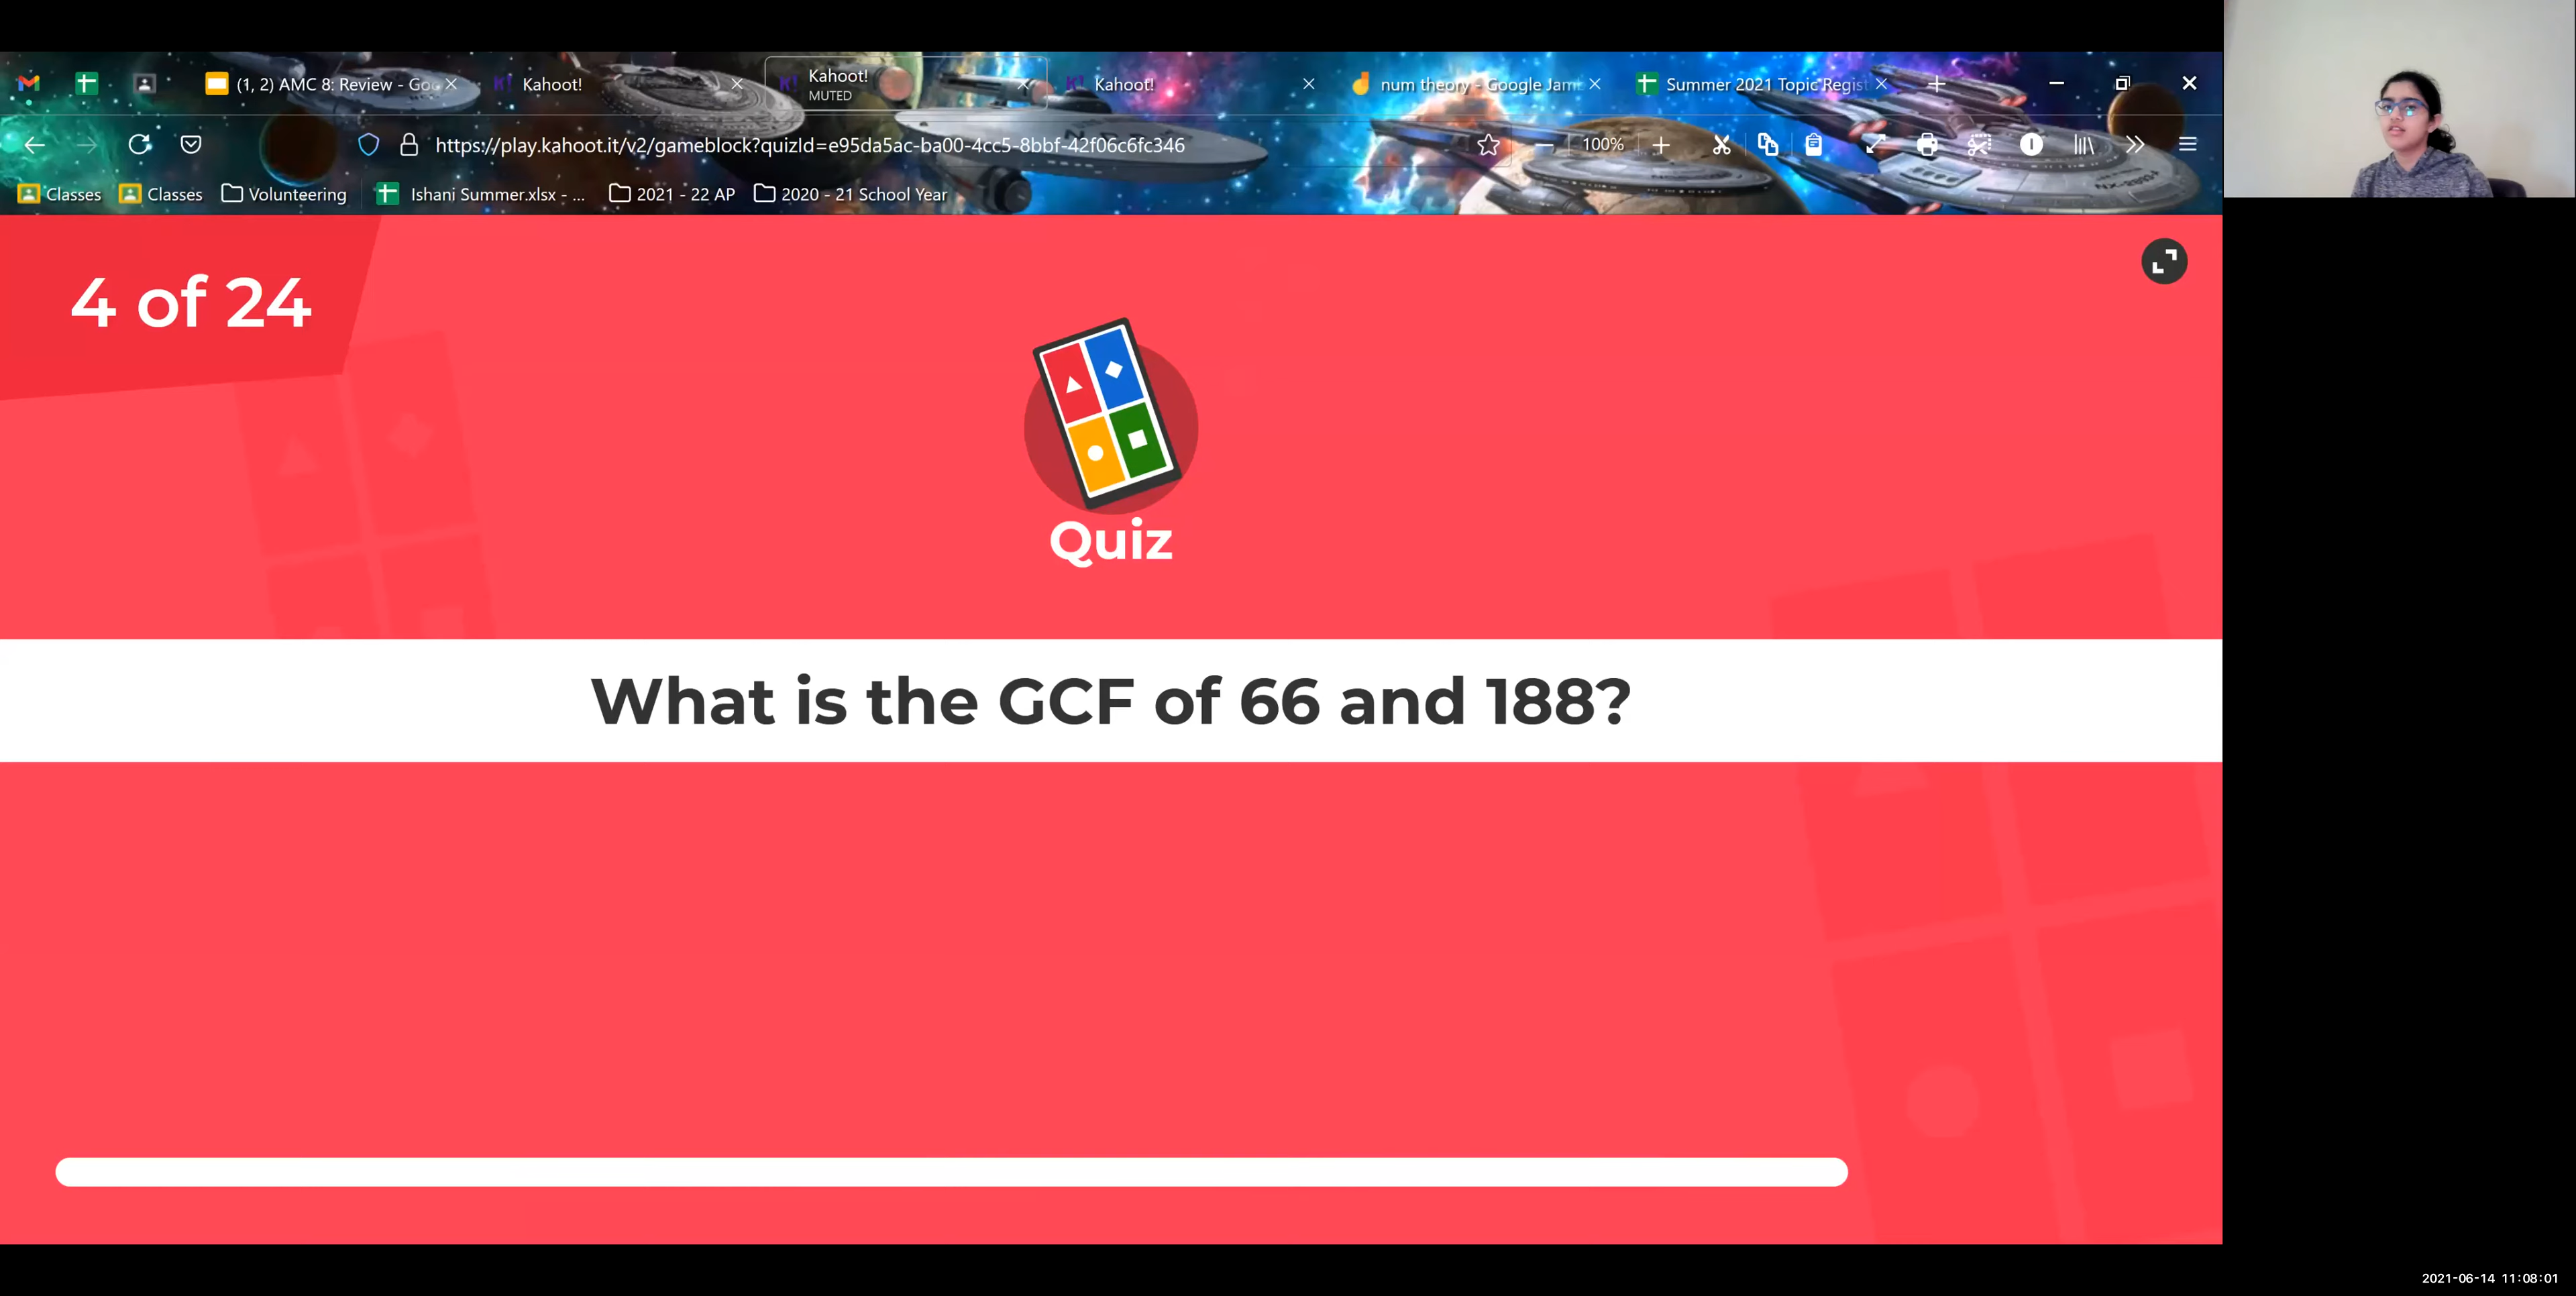 (1, 2) AMC 8: Review - Goo
Kahoot!
Kahoot!
MUTED
Kahoot!
num theory - Google Jam
Summer 2021 Topic Regist
https://play.kahoot.it/v2/gameblock?quizId=e95da5ac-ba00-4cc5-8bbf-42f06c6fc346
100%
Classes
Classes
Volunteering
Ishani Summer.xlsx - ...
2021 - 22 AP
2020 - 21 School Year
4 of 24
Quiz
What is the GCF of 66 and 188?
2021-06-14 11:08:01